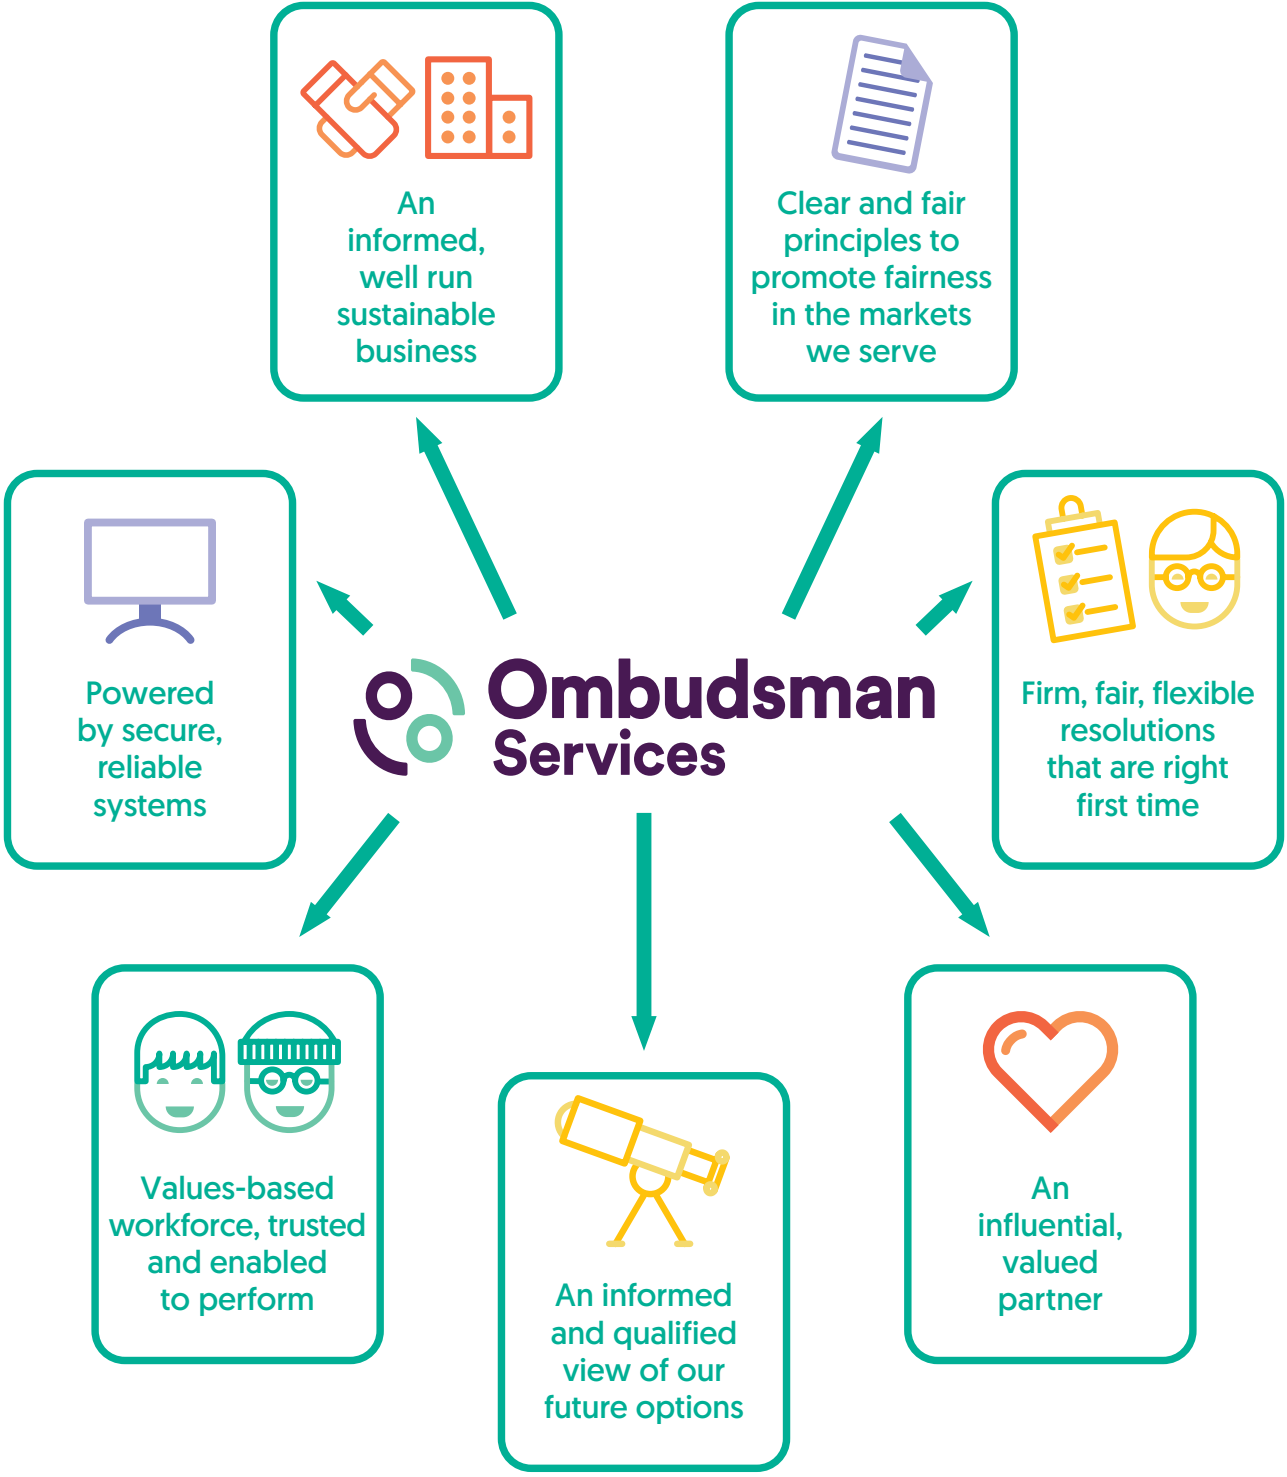 An
informed,
well run
sustainable
business
Clear and fair
principles to
promote fairness
in the markets
we serve
Powered
by secure,
reliable
systems
Ombudsman
Services
Firm, fair, flexible
resolutions
that are right
first time
Values-based
workforce, trusted
and enabled
to perform
An informed
and qualified
view of our
future options
An
influential,
valued
partner